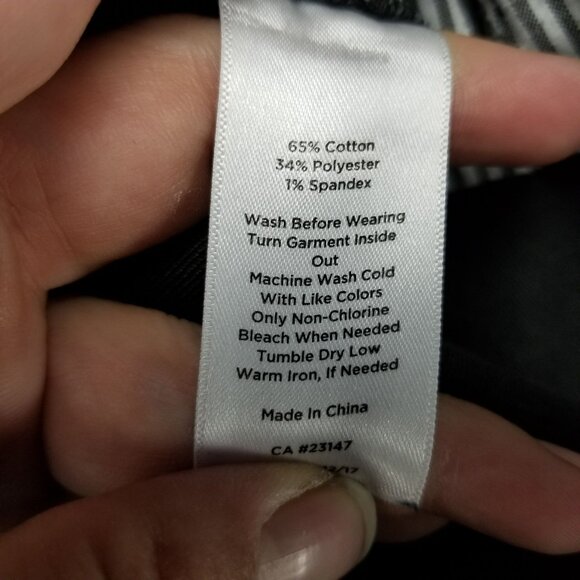 65% Cotton
34% Polyester
1% Spandex
Wash Before Wearing
Turn Garment Inside
Out
Machine Wash Cold
With Like Colors
Only Non-Chlorine
Bleach When Needed
Tumble Dry Low
Warm Iron, If Needed
Made In China
CA #23147